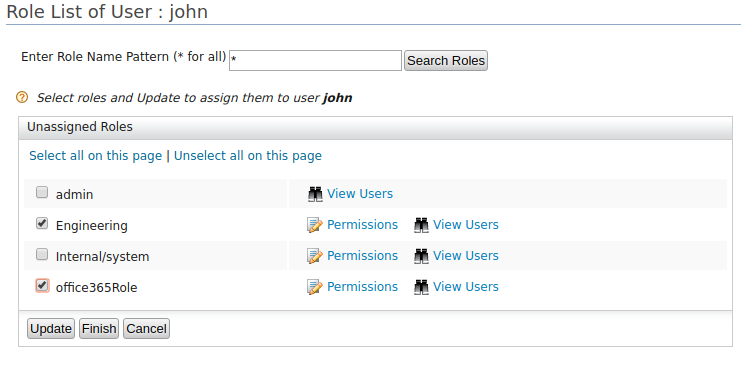 Role List of User : john
Enter Role Name Pattern (* for all) * Search Roles
Select roles and Update to assign them to user john
Unassigned Roles
Select all on this page | Unselect all on this page
admin View Users
Engineering Permissions View Users
Internal/system Permissions View Users
office365Role Permissions View Users
Update Finish Cancel